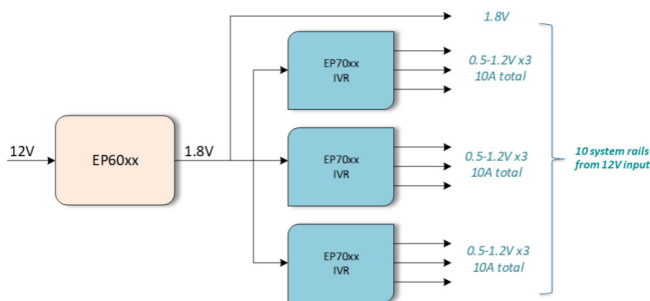 1.8V
EP70xx
IVR
0.5-1.2V x3
10A total
12V
EP60xx
1.8V
EP70xx
IVR
0.5-1.2V x3
10A total
10 system rails
from 12V input
EP70xx
IVR
0.5-1.2V x3
10A total